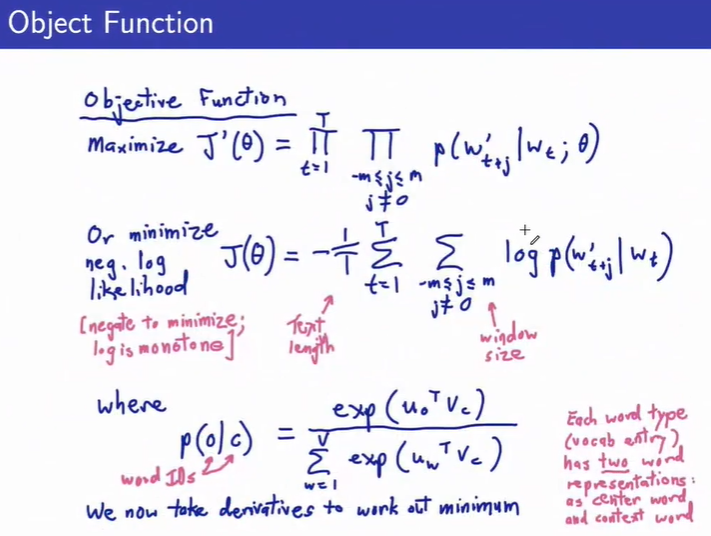 Object Function
Objective Function
Maximize J'(θ) = ∏_{t=1}^{T} ∏_{-m≤j≤m, j≠0} p(w'_{t+j} | w_t ; θ)
Or minimize
neg. log
likelihood
J(θ) = -1/T ∑_{t=1}^{T} ∑_{-m≤j≤m, j≠0} log p(w'_{t+j} | w_t)
[negate to minimize;
log is monotone]
Text
length
window
size
where
p(o|c) = exp(u_o^T v_c) / ∑_{w=1}^{V} exp(u_w^T v_c)
word IDs
Each word type
(vocab entry)
has two word
representations:
as center word
and context word
We now take derivatives to work out minimum